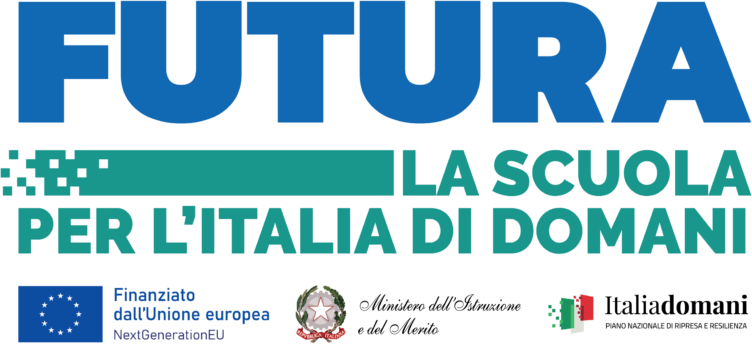 FUTURA
LA SCUOLA
PER L'ITALIA DI DOMANI
Finanziato
dall'Unione europea
NextGenerationEU
Ministero dell'Istruzione
e del Merito
Italiadomani
PIANO NAZIONALE DI RIPRESA E RESILIENZA